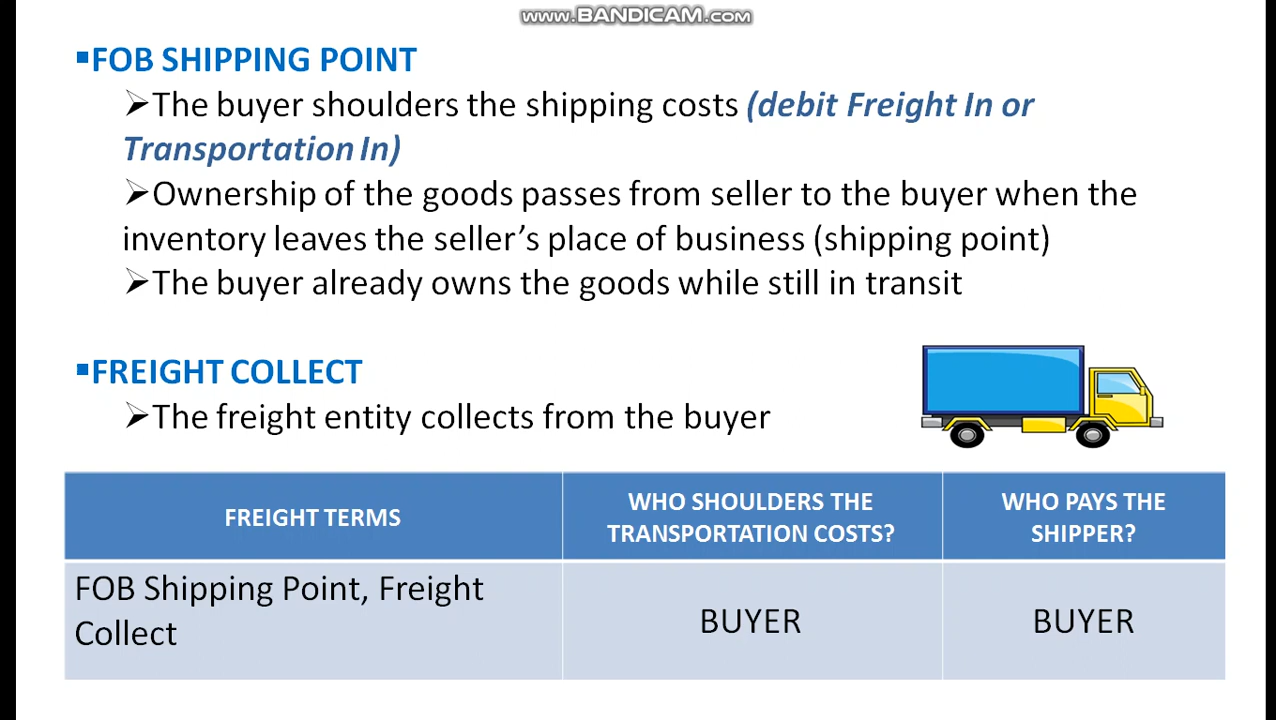 www.BANDICAM.com
▪FOB SHIPPING POINT
➢The buyer shoulders the shipping costs (debit Freight In or
Transportation In)
➢Ownership of the goods passes from seller to the buyer when the
inventory leaves the seller’s place of business (shipping point)
➢The buyer already owns the goods while still in transit
▪FREIGHT COLLECT
➢The freight entity collects from the buyer
FREIGHT TERMS
WHO SHOULDERS THE
TRANSPORTATION COSTS?
WHO PAYS THE
SHIPPER?
FOB Shipping Point, Freight
Collect
BUYER
BUYER